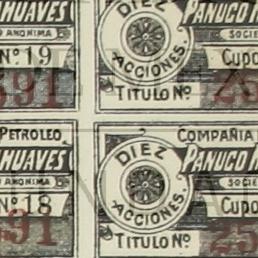 HUAVES
PANUCO
DIEZ
ACCIONES.
ANONIMA
SOCIE
Nº 19
Cupo
391
TITULO Nº
PETROLEO
COMPAÑIA
HUAVES
DIEZ
PANUCO
ACCIONES.
ANONIMA
SOCIE
Nº 18
Cupo
TITULO Nº